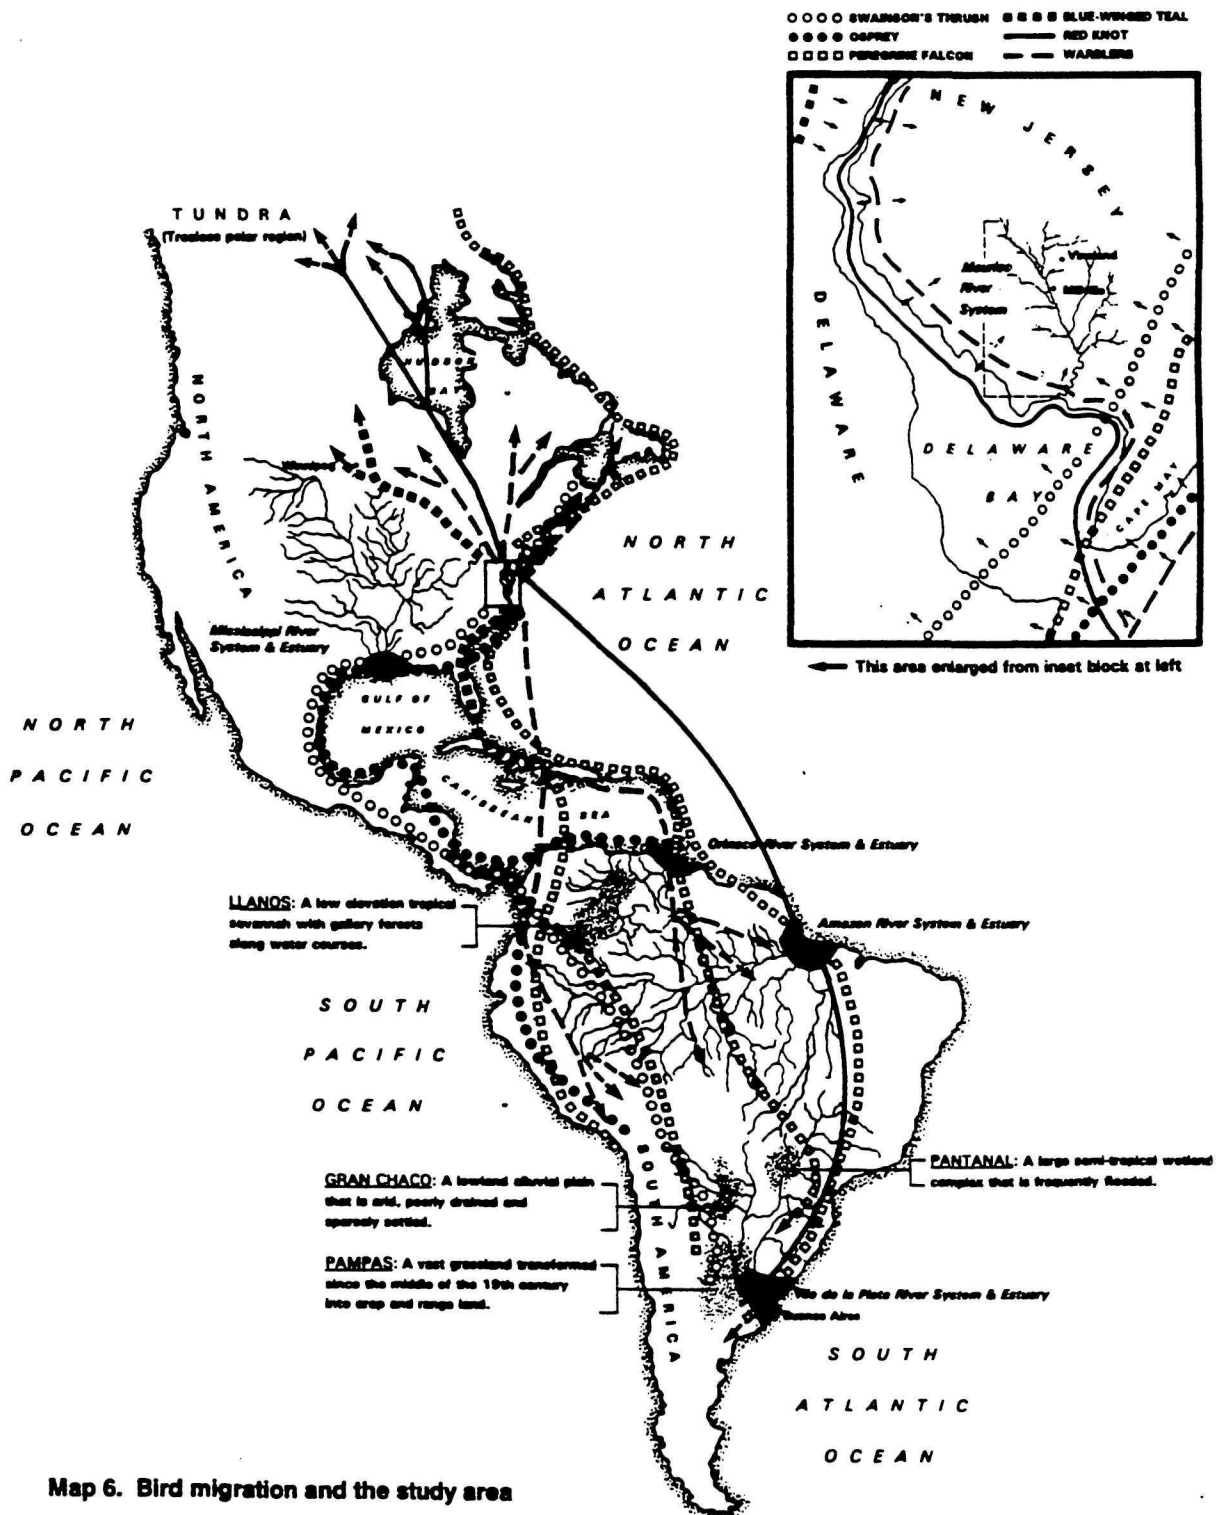 SWAINSON'S THRUSH
OSPREY
PEREGRINE FALCON
BLUE-WINGED TEAL
RED KNOT
WARBLERS
NEW JERSEY
Maurice
River
System
Vineland
Millville
DELAWARE
DELAWARE
BAY
CAPE MAY
This area enlarged from inset block at left
TUNDRA
(Treeless polar region)
HUDSON
BAY
NORTH AMERICA
Winnipeg
NORTH
ATLANTIC
OCEAN
Mississippi River
System & Estuary
GULF OF
MEXICO
NORTH
PACIFIC
OCEAN
CARIBBEAN SEA
Orinoco River System & Estuary
LLANOS: A low elevation tropical
savannah with gallery forests
along water courses.
Amazon River System & Estuary
SOUTH
PACIFIC
OCEAN
SOUTH AMERICA
PANTANAL: A large semi-tropical wetland
complex that is frequently flooded.
GRAN CHACO: A lowland alluvial plain
that is arid, poorly drained and
sparsely settled.
PAMPAS: A vast grassland transformed
since the middle of the 19th century
into crop and range land.
Rio de la Plata River System & Estuary
Buenos Aires
SOUTH
ATLANTIC
OCEAN
Map 6. Bird migration and the study area